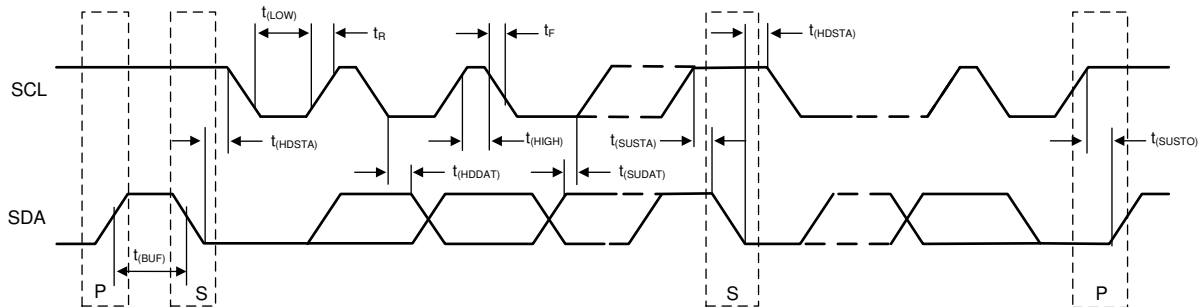 t(LOW)
tR
tF
t(HDSTA)
SCL
t(HDSTA)
t(HIGH)
t(SUSTA)
t(SUSTO)
t(HDDAT)
t(SUDAT)
SDA
t(BUF)
P
S
S
P